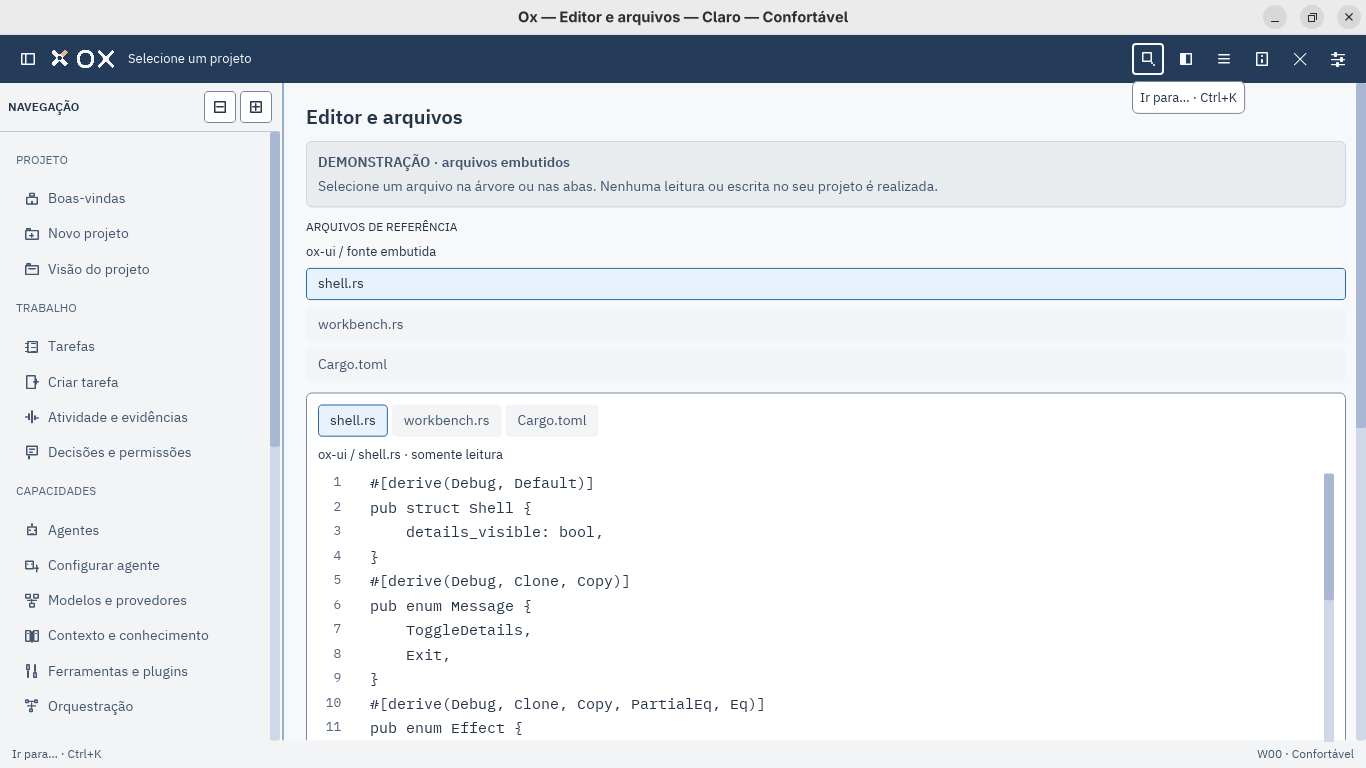 Ox — Editor e arquivos — Claro — Confortável
OX
Selecione um projeto
Ir para... · Ctrl+K
NAVEGAÇÃO
PROJETO
Boas-vindas
Novo projeto
Visão do projeto
TRABALHO
Tarefas
Criar tarefa
Atividade e evidências
Decisões e permissões
CAPACIDADES
Agentes
Configurar agente
Modelos e provedores
Contexto e conhecimento
Ferramentas e plugins
Orquestração
Editor e arquivos
DEMONSTRAÇÃO · arquivos embutidos
Selecione um arquivo na árvore ou nas abas. Nenhuma leitura ou escrita no seu projeto é realizada.
ARQUIVOS DE REFERÊNCIA
ox-ui / fonte embutida
shell.rs
workbench.rs
Cargo.toml
shell.rs workbench.rs Cargo.toml
ox-ui / shell.rs · somente leitura
1 #[derive(Debug, Default)]
2 pub struct Shell {
3     details_visible: bool,
4 }
5 #[derive(Debug, Clone, Copy)]
6 pub enum Message {
7     ToggleDetails,
8     Exit,
9 }
10 #[derive(Debug, Clone, Copy, PartialEq, Eq)]
11 pub enum Effect {
Ir para... · Ctrl+K
W00 · Confortável